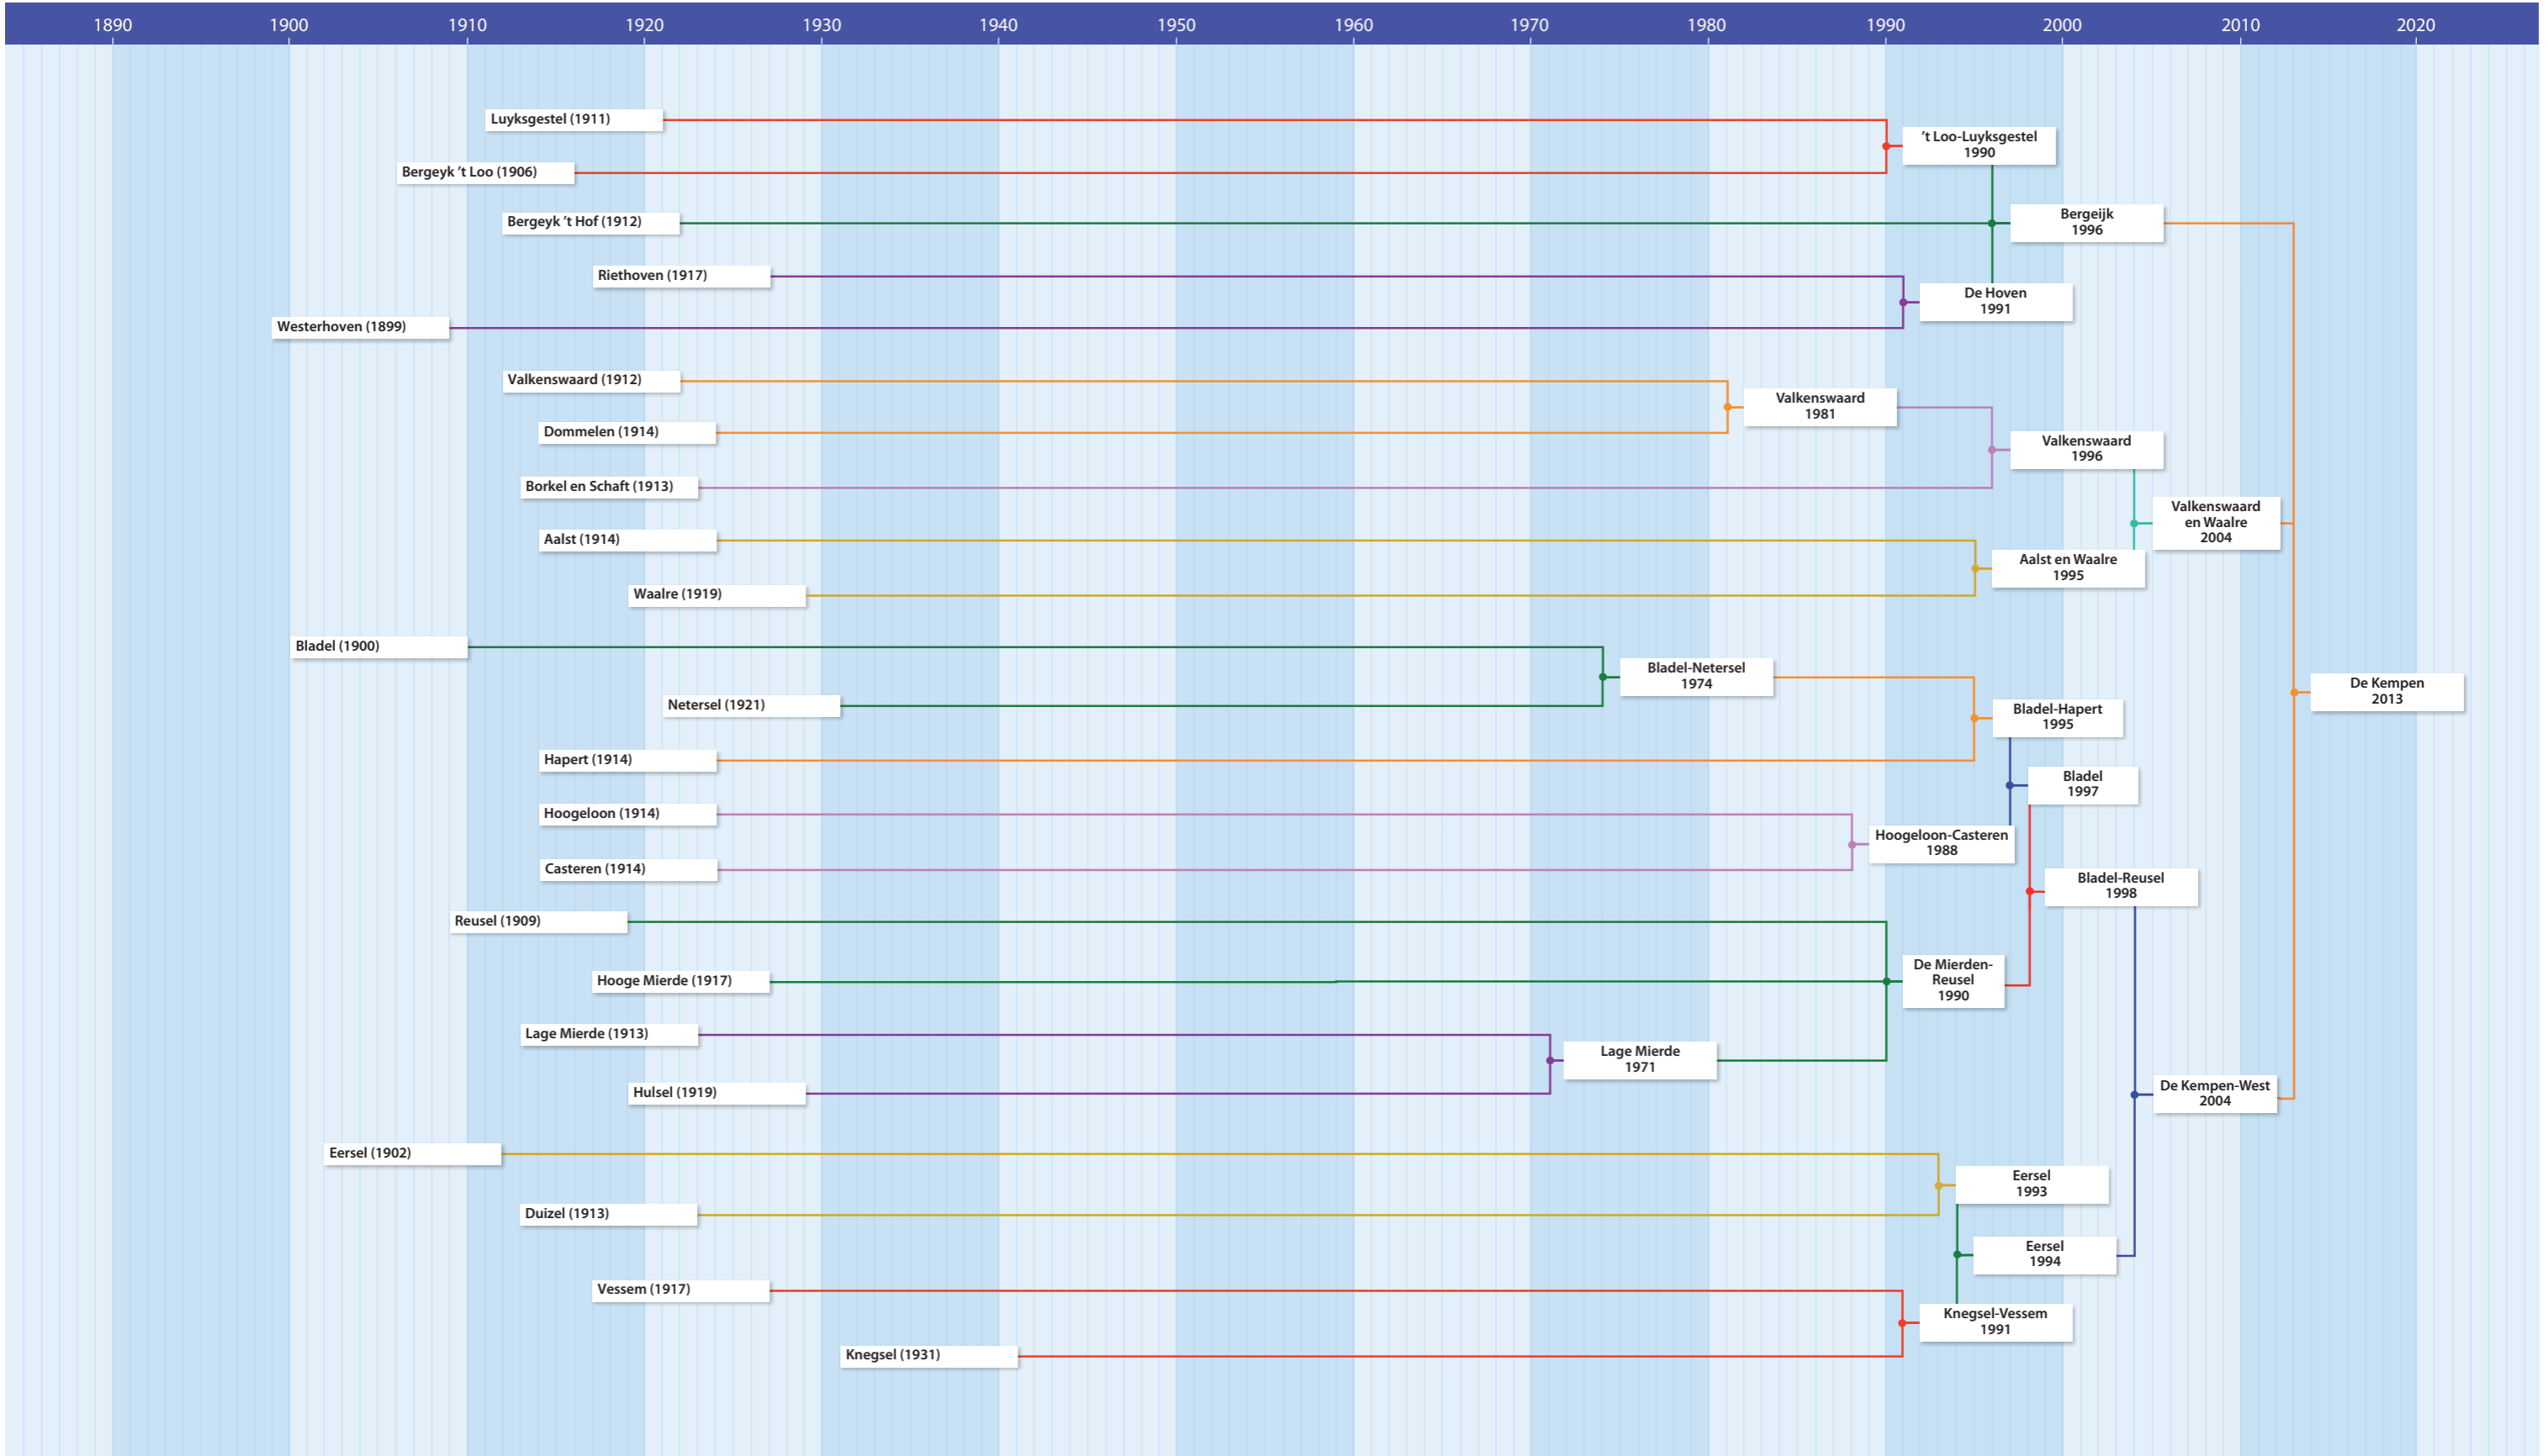 1890 1900 1910 1920 1930 1940 1950 1960 1970 1980 1990 2000 2010 2020
Luyksgestel (1911)
't Loo-Luyksgestel
1990
Bergeyk 't Loo (1906)
Bergeyk 't Hof (1912)
Bergeijk
1996
Riethoven (1917)
De Hoven
1991
Westerhoven (1899)
Valkenswaard (1912)
Valkenswaard
1981
Dommelen (1914)
Valkenswaard
1996
Borkel en Schaft (1913)
Valkenswaard
en Waalre
2004
Aalst (1914)
Aalst en Waalre
1995
Waalre (1919)
Bladel (1900)
Bladel-Netersel
1974
De Kempen
2013
Netersel (1921)
Bladel-Hapert
1995
Hapert (1914)
Bladel
1997
Hoogeloon (1914)
Hoogeloon-Casteren
1988
Casteren (1914)
Bladel-Reusel
1998
Reusel (1909)
De Mierden-
Reusel
1990
Hooge Mierde (1917)
Lage Mierde (1913)
Lage Mierde
1971
Hulsel (1919)
De Kempen-West
2004
Eersel (1902)
Eersel
1993
Duizel (1913)
Eersel
1994
Vessem (1917)
Knegsel-Vessem
1991
Knegsel (1931)